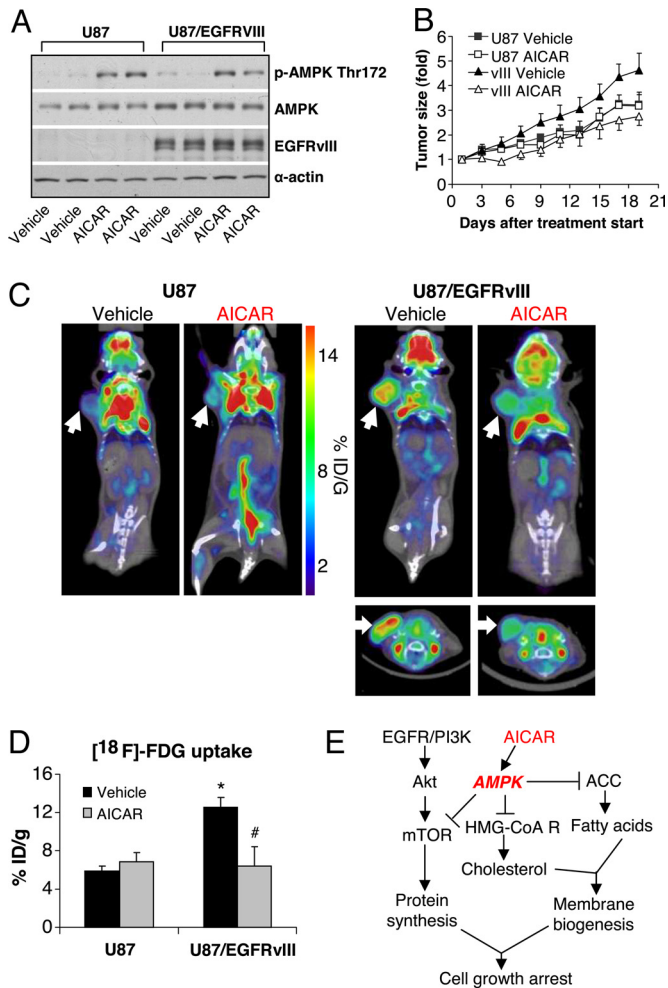 A
U87
U87/EGFRVIII
p-AMPK Thr172
AMPK
EGFRvIII
α-actin
Vehicle
Vehicle
AICAR
AICAR
Vehicle
Vehicle
AICAR
AICAR
B
U87 Vehicle
U87 AICAR
vIII Vehicle
vIII AICAR
Tumor size (fold)
6
5
4
3
2
1
0
0 3 6 9 12 15 18 21
Days after treatment start
C
U87
U87/EGFRvIII
Vehicle
AICAR
Vehicle
AICAR
14
8
2
% ID/G
D
[¹⁸F]-FDG uptake
Vehicle
AICAR
% ID/g
16
12
8
4
0
*
#
U87
U87/EGFRvIII
E
EGFR/PI3K
AICAR
Akt
AMPK
ACC
mTOR
HMG-CoA R
Fatty acids
Cholesterol
Protein
synthesis
Membrane
biogenesis
Cell growth arrest